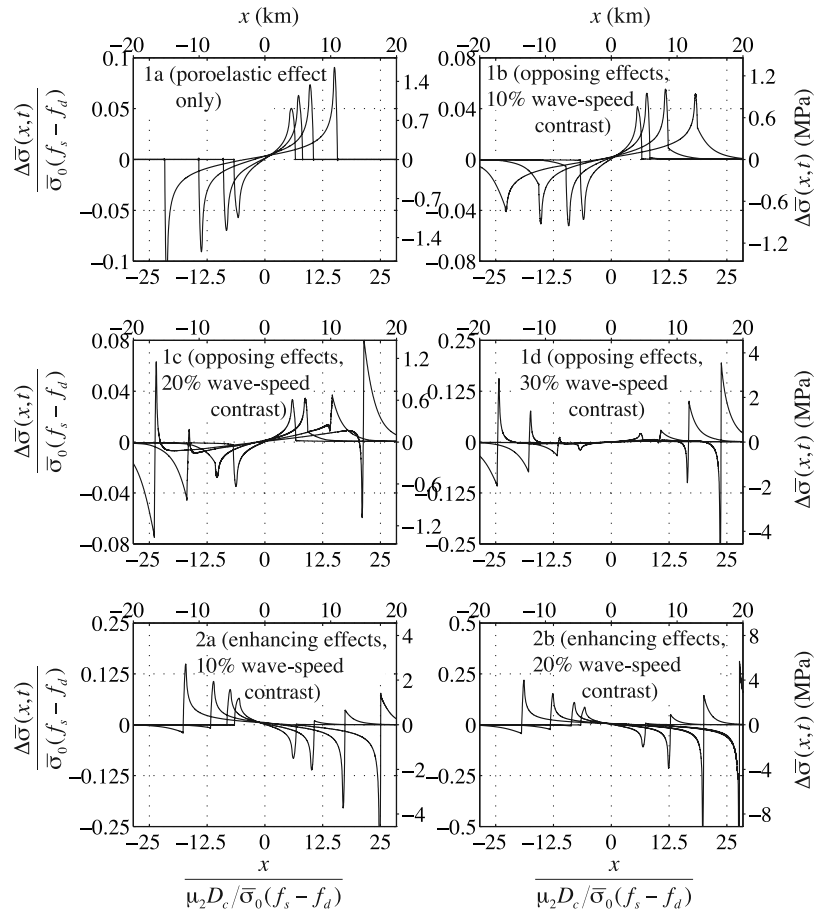 x (km) x (km)
−20 −10 0 10 20 −20 −10 0 10 20
0.1 0.08
1a (poroelastic effect only) 1b (opposing effects, 10% wave-speed contrast)
0.05 0.04
0 0
−0.05 −0.04
−0.1 −0.08
1.4 0.7 0 −0.7 −1.4 1.2 0.6 0 −0.6 −1.2
Δσ̅(x,t) / σ̅₀(fₛ − f_d) Δσ̅(x,t) (MPa)
−25 −12.5 0 12.5 25 −25 −12.5 0 12.5 25
−20 −10 0 10 20 −20 −10 0 10 20
0.08 0.25
1c (opposing effects, 20% wave-speed contrast) 1d (opposing effects, 30% wave-speed contrast)
0.04 0.125
0 0
−0.04 −0.125
−0.08 −0.25
1.2 0.6 0 −0.6 −1.2 4 2 0 −2 −4
Δσ̅(x,t) / σ̅₀(fₛ − f_d) Δσ̅(x,t) (MPa)
−25 −12.5 0 12.5 25 −25 −12.5 0 12.5 25
−20 −10 0 10 20 −20 −10 0 10 20
0.25 0.5
2a (enhancing effects, 10% wave-speed contrast) 2b (enhancing effects, 20% wave-speed contrast)
0.125 0.25
0 0
−0.125 −0.25
−0.25 −0.5
4 2 0 −2 −4 8 4 0 −4 −8
Δσ̅(x,t) / σ̅₀(fₛ − f_d) Δσ̅(x,t) (MPa)
−25 −12.5 0 12.5 25 −25 −12.5 0 12.5 25
x / μ₂D_c/σ̅₀(fₛ − f_d) x / μ₂D_c/σ̅₀(fₛ − f_d)